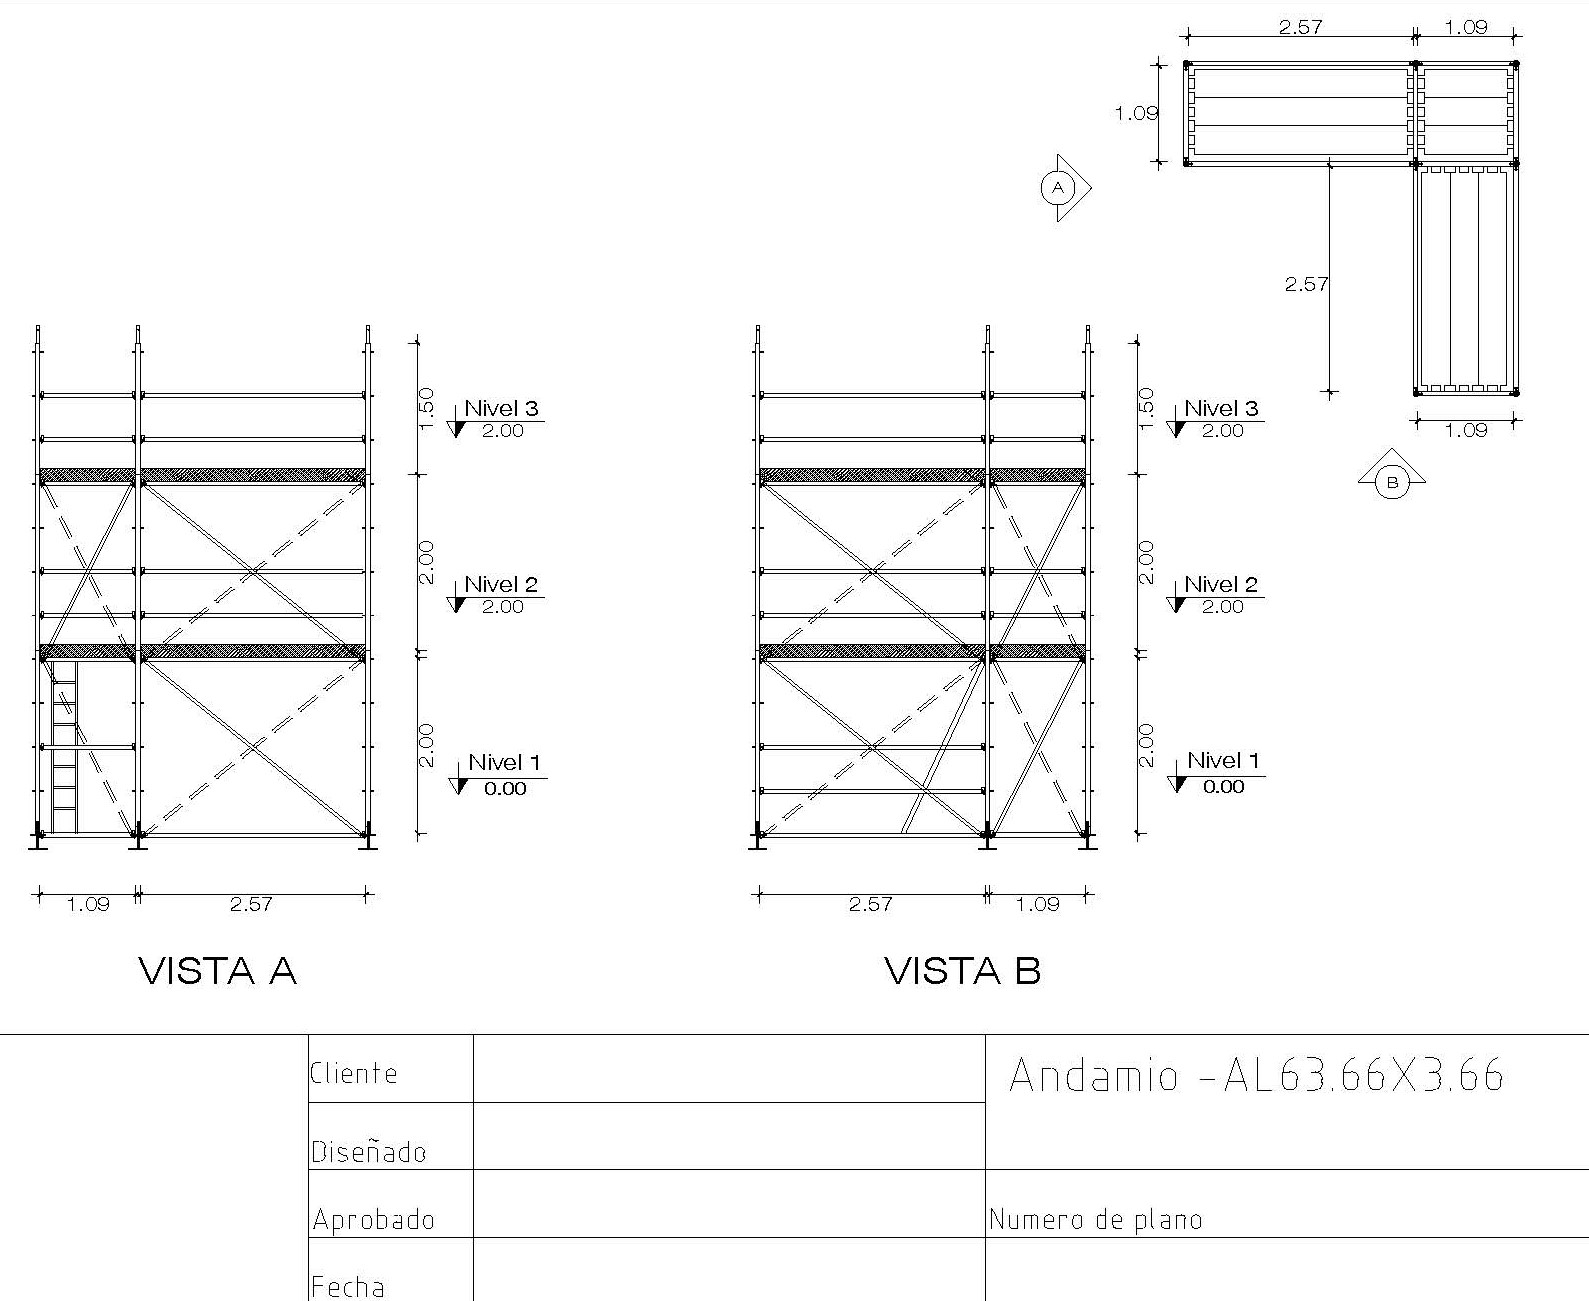 2.57 1.09
1.09
A
2.57
1.09
B
1.50
Nivel 3
2.00
2.00
Nivel 2
2.00
2.00
Nivel 1
0.00
1.09 2.57
VISTA A
1.50
Nivel 3
2.00
2.00
Nivel 2
2.00
2.00
Nivel 1
0.00
2.57 1.09
VISTA B
Cliente
Andamio -AL63.66X3.66
Diseñado
Aprobado
Numero de plano
Fecha